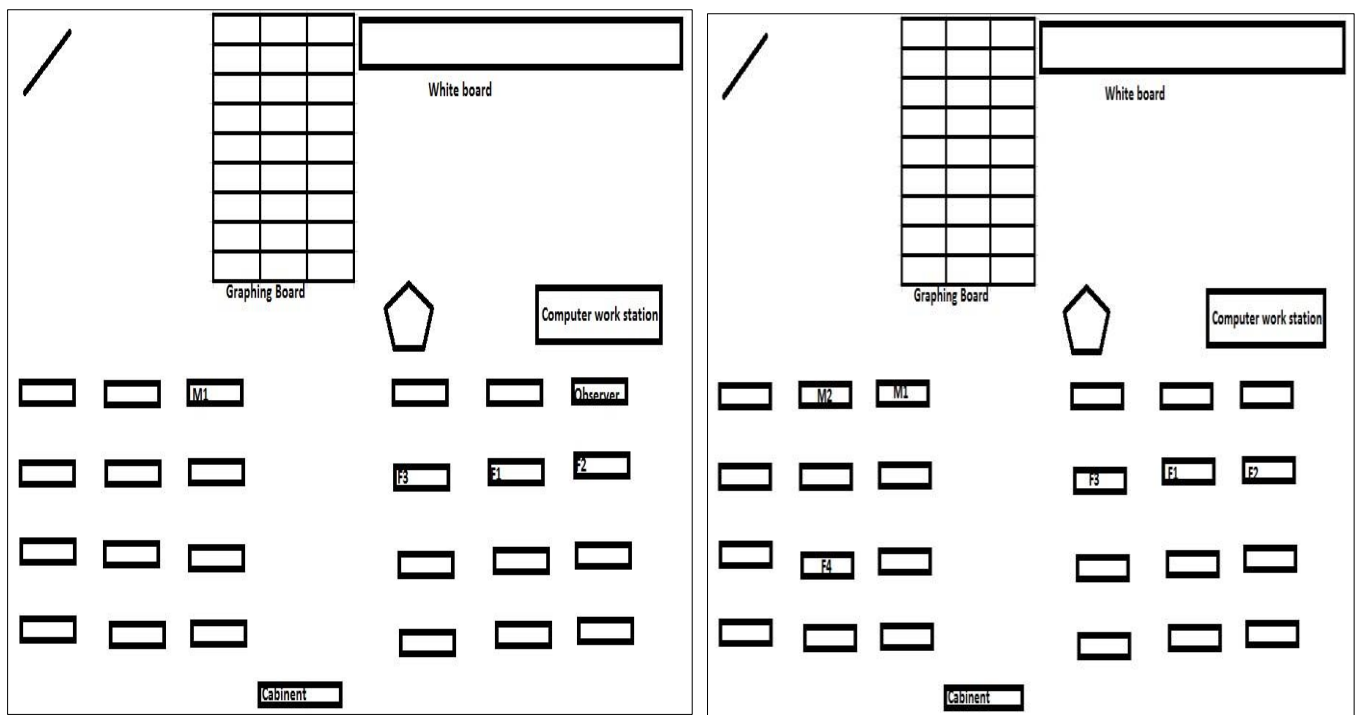 White board
Graphing Board
Computer work station
M1
Observer
F3
F1
F2
Cabinent
White board
Graphing Board
Computer work station
M2
M1
F3
F1
F2
F4
Cabinent